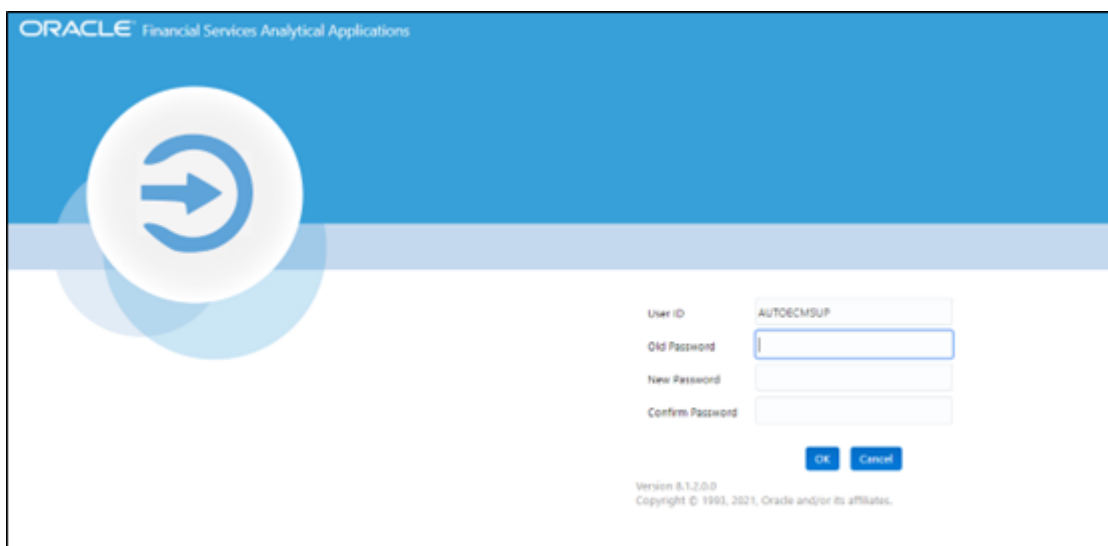 ORACLE Financial Services Analytical Applications
User ID AUTOECMSUP
Old Password
New Password
Confirm Password
OK Cancel
Version 8.1.2.0.0
Copyright © 1993, 2021, Oracle and/or its affiliates.